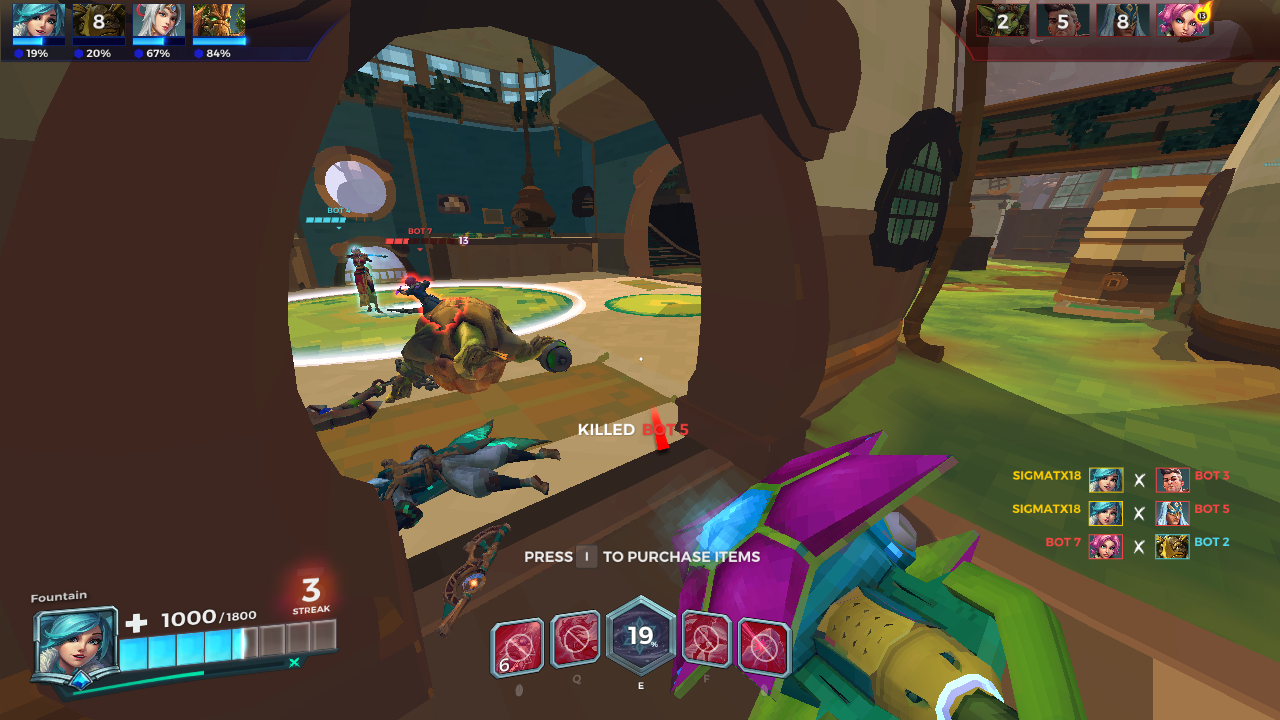 8
19%
20%
67%
84%
2
5
8
13
BOT 7
13
KILLED BOT 5
SIGMATX18 X BOT 3
SIGMATX18 X BOT 5
BOT 7 X BOT 2
PRESS I TO PURCHASE ITEMS
Fountain
1000/1800
3
STREAK
6
19%
Q
E
F